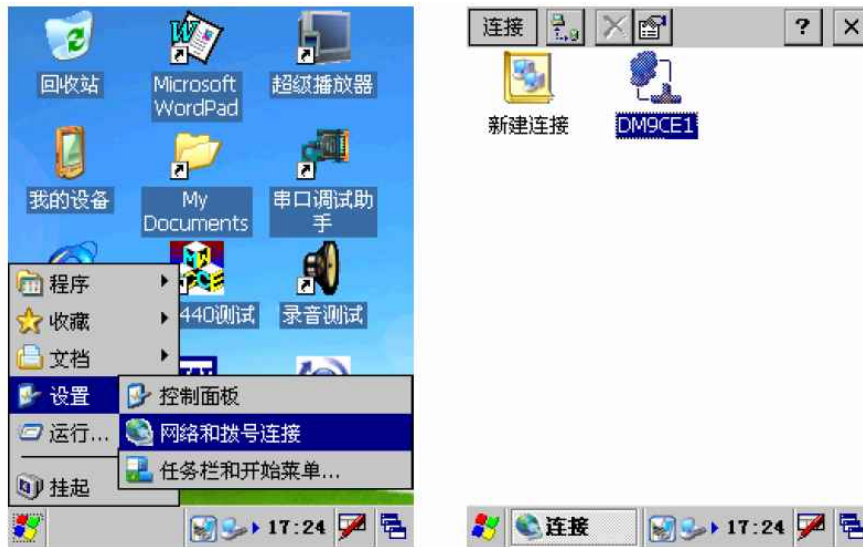 回收站
Microsoft
WordPad
超级播放器
我的设备
My
Documents
串口调试助
手
440测试
录音测试
程序
收藏
文档
设置
运行...
挂起
控制面板
网络和拨号连接
任务栏和开始菜单...
17:24
连接
?
新建连接
DM9CE1
连接
17:24